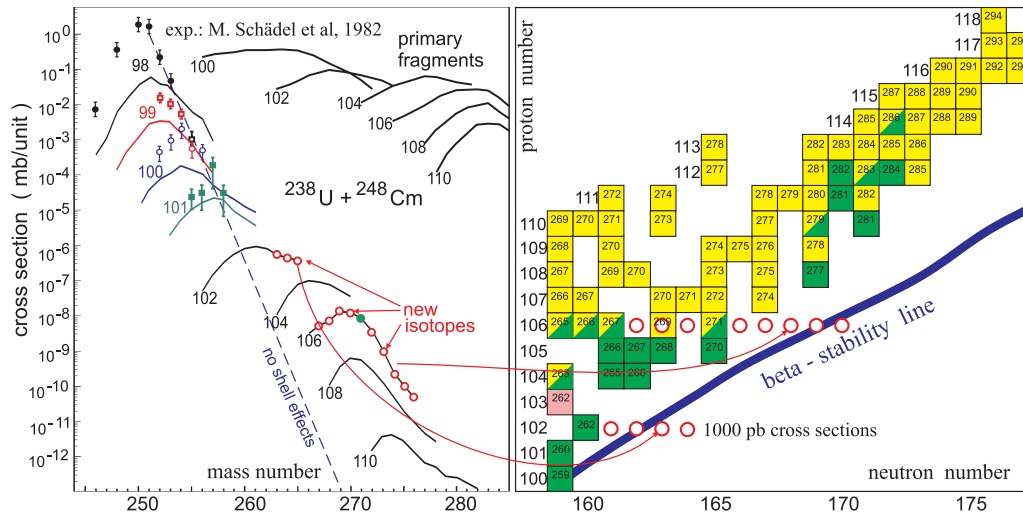 cross section ( mb/unit )
10^0
10^-1
10^-2
10^-3
10^-4
10^-5
10^-6
10^-7
10^-8
10^-9
10^-10
10^-11
10^-12
exp.: M. Schädel et al, 1982
primary
fragments
98
99
100
101
100
102
104
106
108
110
^238U + ^248Cm
102
104
106
108
110
new
isotopes
no shell effects
mass number
250 260 270 280
proton number
118 294
117 293 29
116 290 291 292 29
115 287 288 289 290
114 285 286 287 288 289
113 278 282 283 284 285 286
112 277 281 282 283 284 285
111 272 274 278 279 280 281 282
110 269 270 271 273 277 279 281
109 268 270 274 275 276 278
108 267 269 270 273 275 277
107 266 267 270 271 272 274
106 265 266 267 269 271
105 266 267 268 270
104 263 265 266
103 262
102 262
101 260
100 259
beta - stability line
1000 pb cross sections
neutron number
160 165 170 175